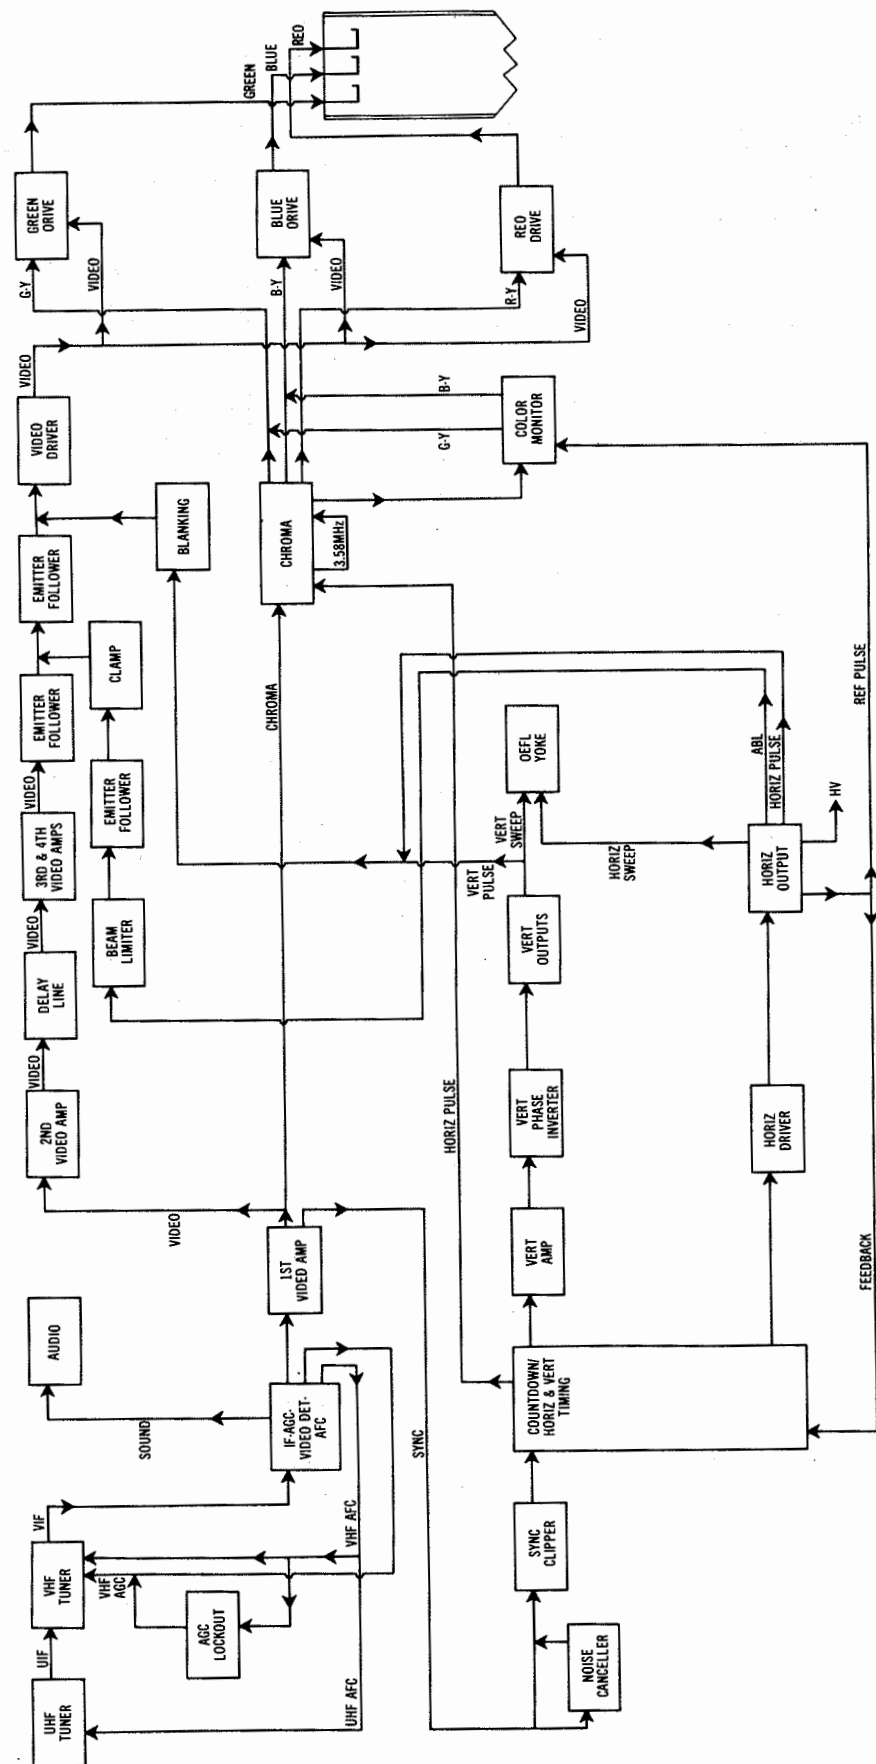 UHF
TUNER
UIF
VHF
TUNER
VIF
VHF
AGC
AGC
LOCKOUT
UHF AFC
VHF AFC
SOUND
AUDIO
IF-AGC-
VIDEO DET-
AFC
1ST
VIDEO AMP
VIDEO
SYNC
2ND
VIDEO AMP
VIDEO
DELAY
LINE
VIDEO
3RD & 4TH
VIDEO AMPS
VIDEO
EMITTER
FOLLOWER
EMITTER
FOLLOWER
VIDEO
DRIVER
VIDEO
BEAM
LIMITER
EMITTER
FOLLOWER
CLAMP
BLANKING
CHROMA
CHROMA
3.58MHz
G-Y
B-Y
COLOR
MONITOR
G-Y
VIDEO
GREEN
ORIVE
B-Y
VIDEO
BLUE
ORIVE
R-Y
VIDEO
REO
DRIVE
GREEN
BLUE
REO
NOISE
CANCELLER
SYNC
CLIPPER
COUNTDOWN/
HORIZ & VERT
TIMING
HORIZ PULSE
VERT
AMP
VERT
PHASE
INVERTER
VERT
OUTPUTS
VERT
PULSE
VERT
SWEEP
OEFL
YOKE
HORIZ
SWEEP
HORIZ
DRIVER
HORIZ
OUTPUT
ABL
HORIZ PULSE
HV
FEEDBACK
REF PULSE